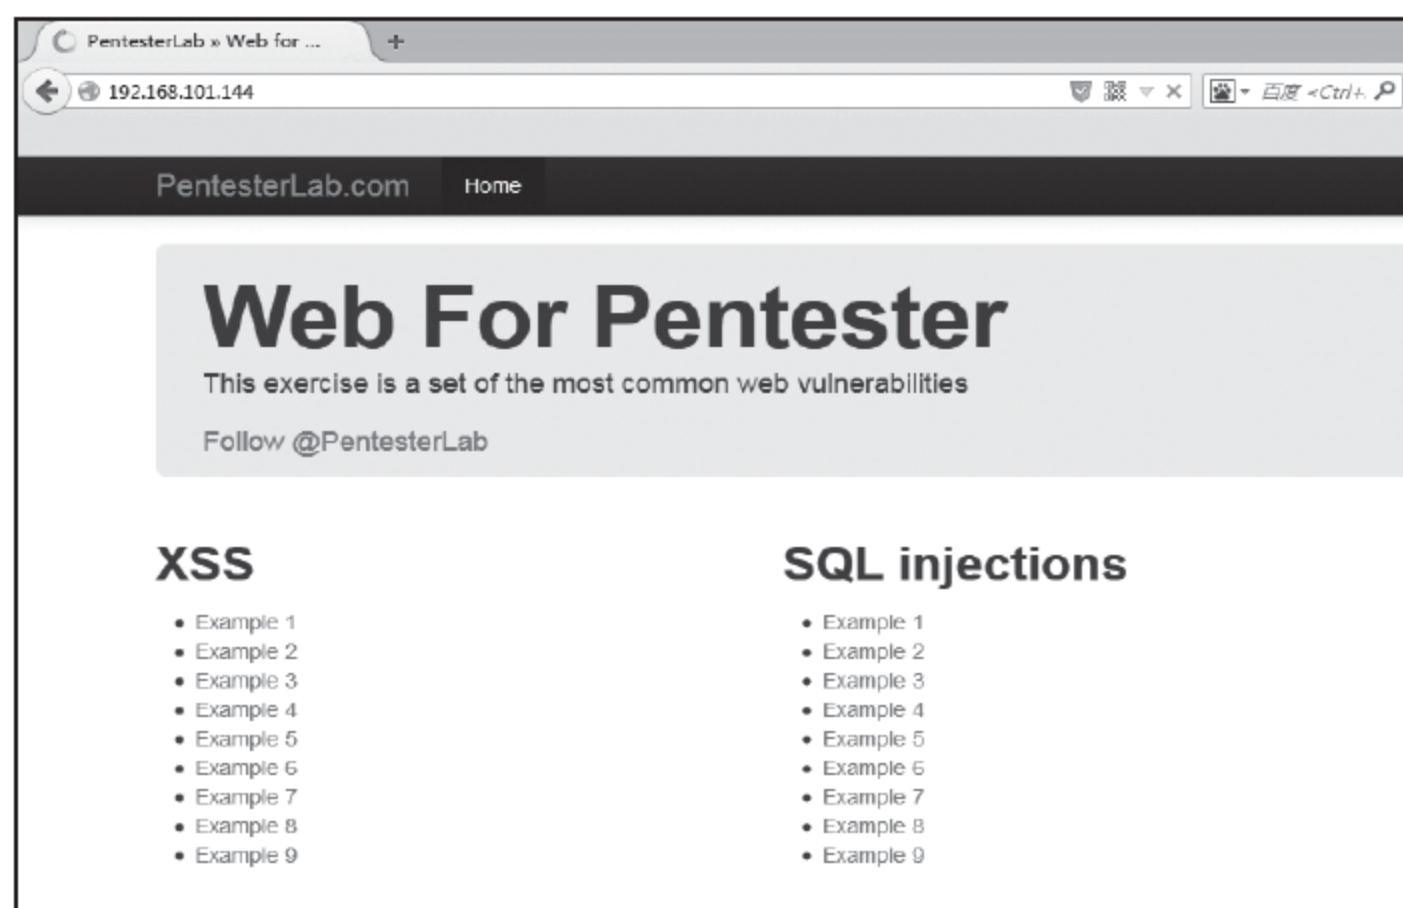 PentesterLab » Web for ...
192.168.101.144
百度 <Ctrl+.
PentesterLab.com Home
Web For Pentester
This exercise is a set of the most common web vulnerabilities
Follow @PentesterLab
XSS
Example 1
Example 2
Example 3
Example 4
Example 5
Example 6
Example 7
Example 8
Example 9
SQL injections
Example 1
Example 2
Example 3
Example 4
Example 5
Example 6
Example 7
Example 8
Example 9